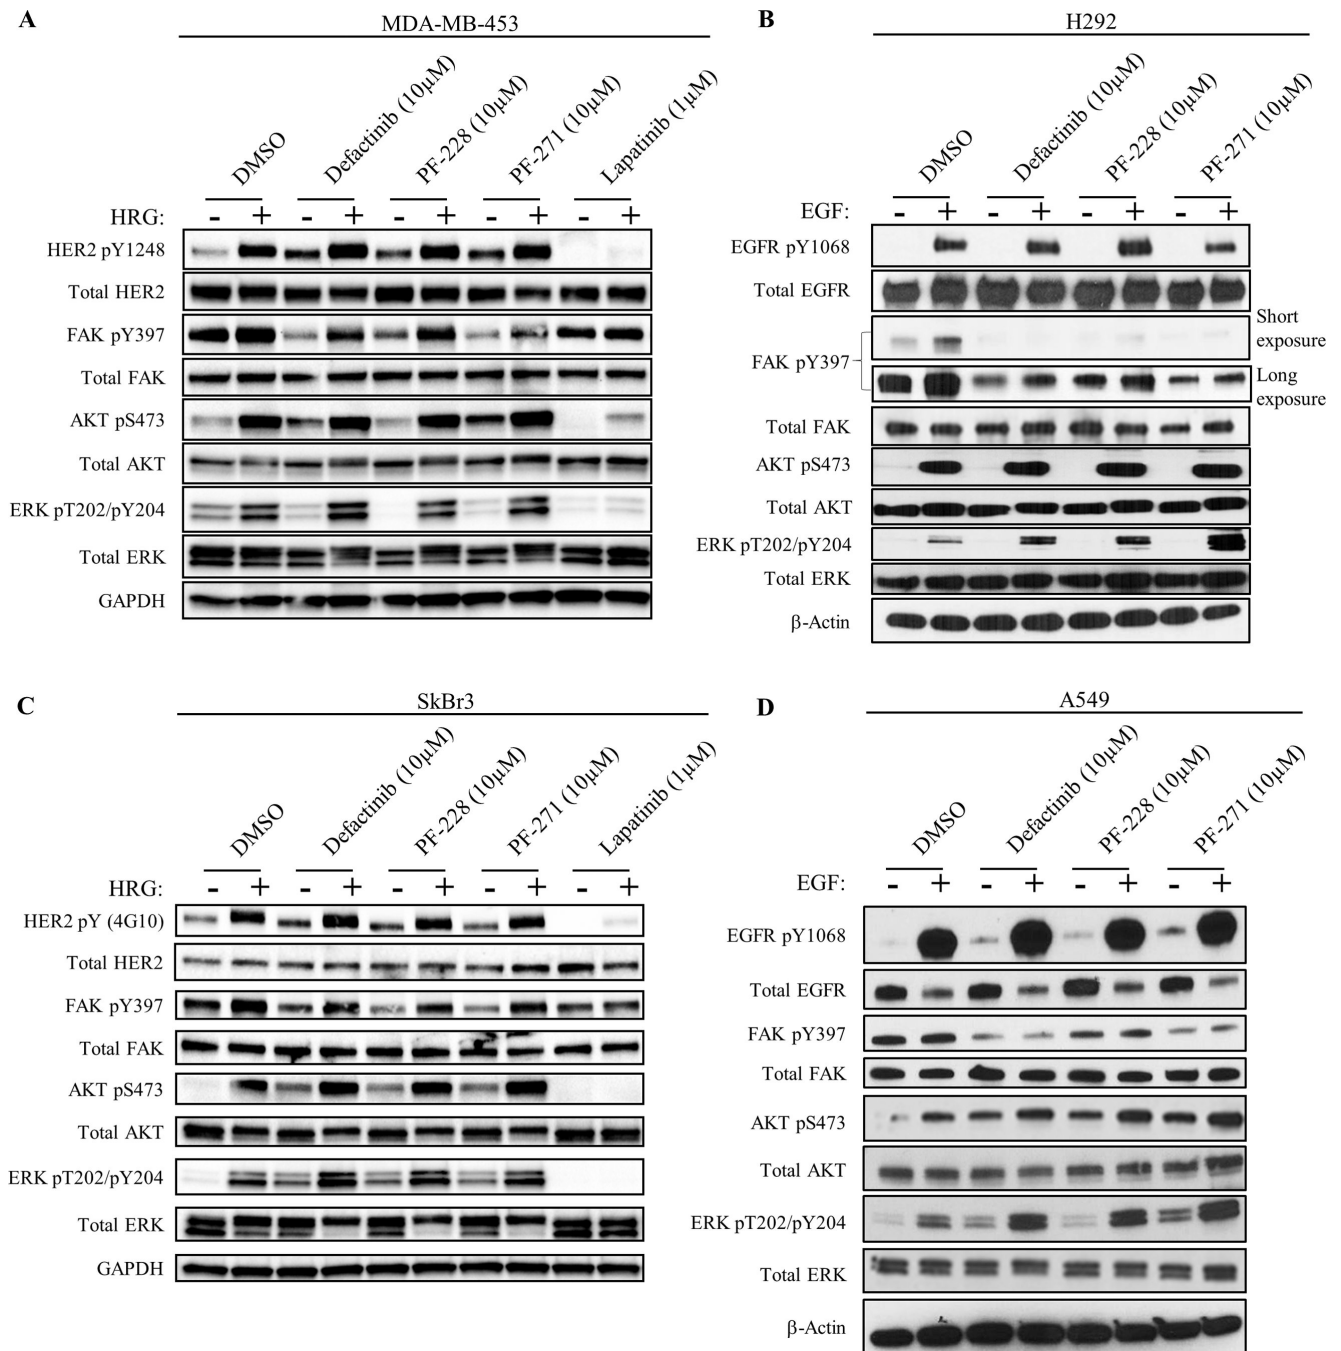 A
MDA-MB-453
DMSO
Defactinib (10µM)
PF-228 (10µM)
PF-271 (10µM)
Lapatinib (1µM)
HRG: - + - + - + - + - +
HER2 pY1248
Total HER2
FAK pY397
Total FAK
AKT pS473
Total AKT
ERK pT202/pY204
Total ERK
GAPDH
B
H292
DMSO
Defactinib (10µM)
PF-228 (10µM)
PF-271 (10µM)
EGF: - + - + - + - +
EGFR pY1068
Total EGFR
FAK pY397
Short
exposure
Long
exposure
Total FAK
AKT pS473
Total AKT
ERK pT202/pY204
Total ERK
β-Actin
C
SkBr3
DMSO
Defactinib (10µM)
PF-228 (10µM)
PF-271 (10µM)
Lapatinib (1µM)
HRG: - + - + - + - + - +
HER2 pY (4G10)
Total HER2
FAK pY397
Total FAK
AKT pS473
Total AKT
ERK pT202/pY204
Total ERK
GAPDH
D
A549
DMSO
Defactinib (10µM)
PF-228 (10µM)
PF-271 (10µM)
EGF: - + - + - + - +
EGFR pY1068
Total EGFR
FAK pY397
Total FAK
AKT pS473
Total AKT
ERK pT202/pY204
Total ERK
β-Actin